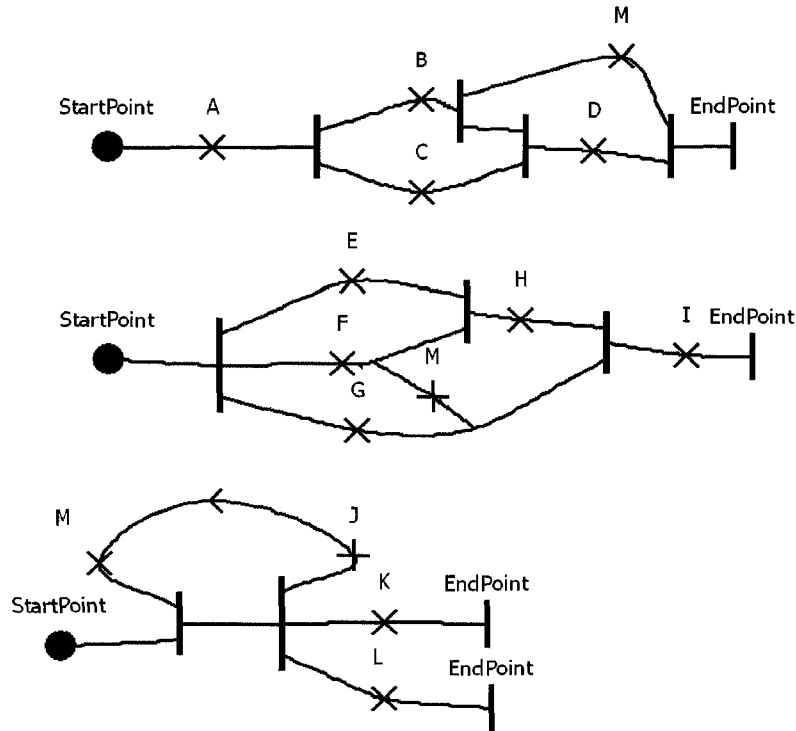 M
B
StartPoint A D EndPoint
C
E
H
StartPoint F I EndPoint
M
G
M J
K EndPoint
StartPoint
L EndPoint